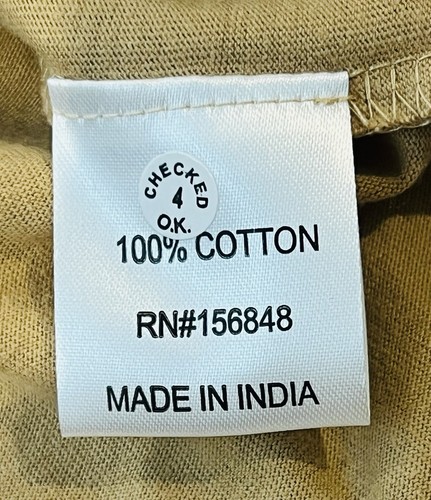 CHECKED
4
O.K.
100% COTTON
RN#156848
MADE IN INDIA